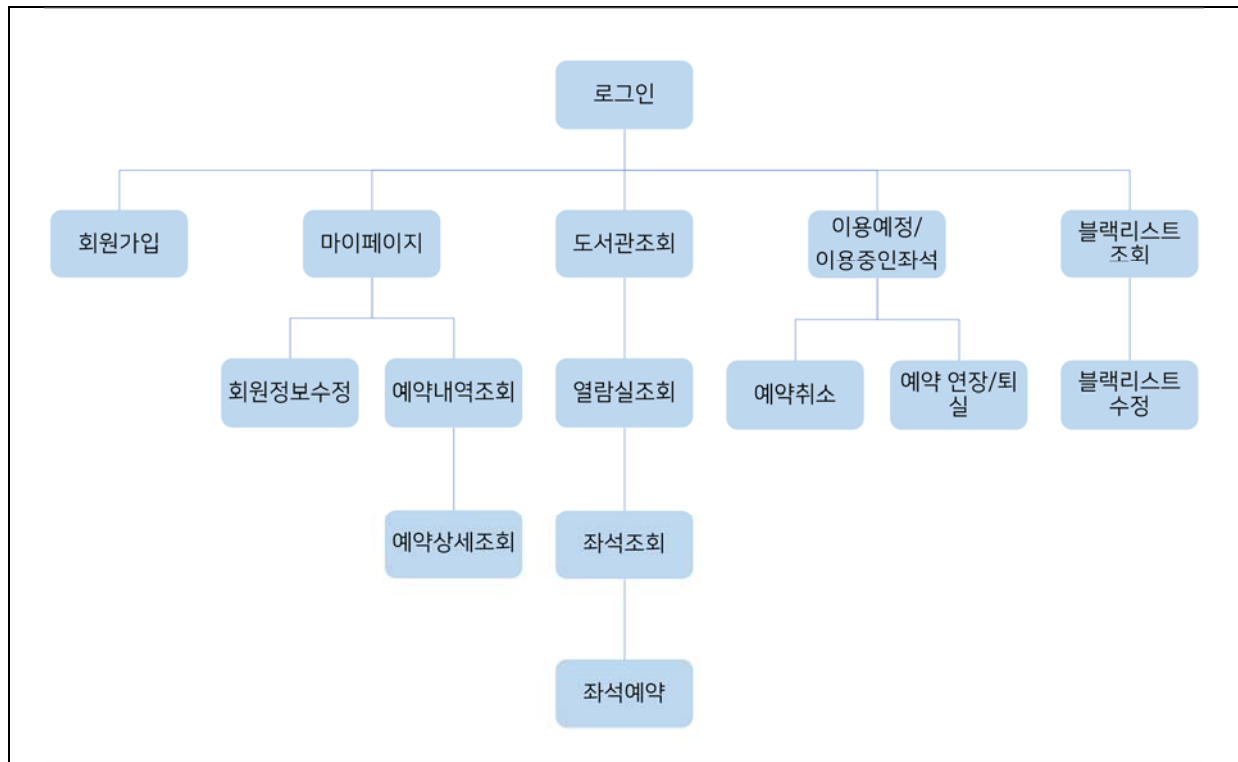 로그인
회원가입
마이페이지
도서관조회
이용예정/
이용중인좌석
블랙리스트
조회
회원정보수정
예약내역조회
열람실조회
예약취소
예약 연장/퇴
실
블랙리스트
수정
예약상세조회
좌석조회
좌석예약